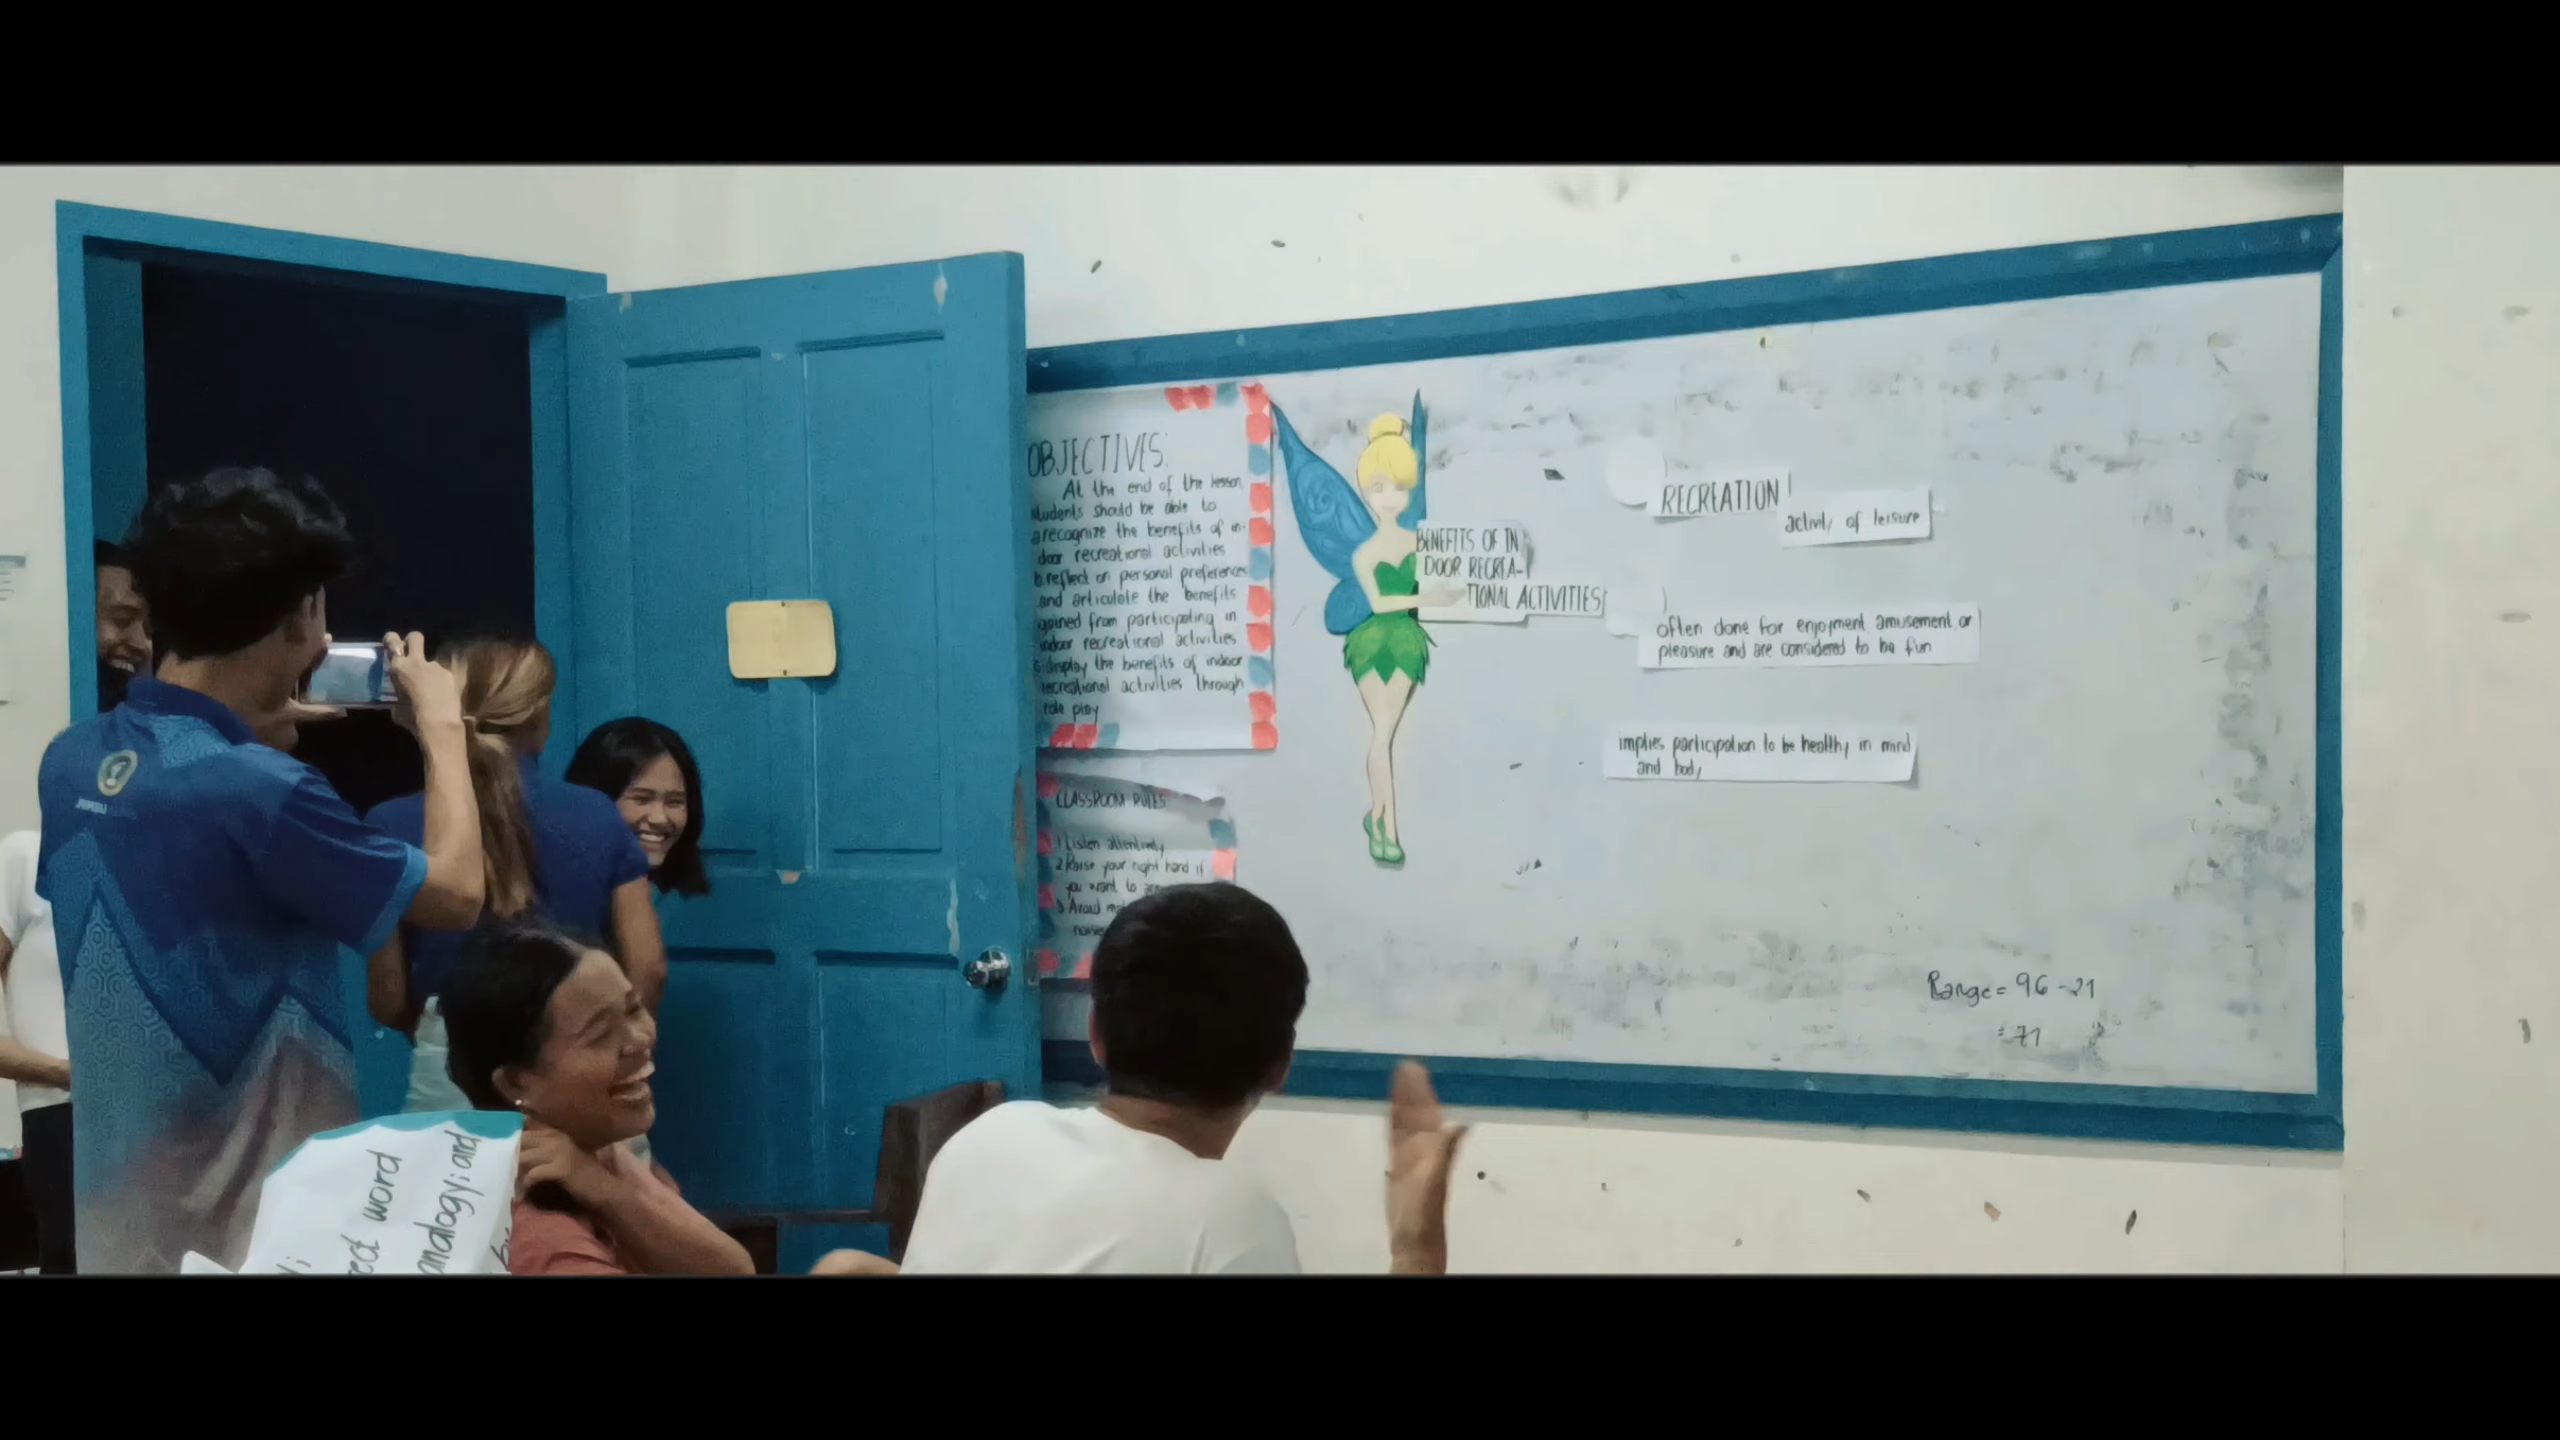 OBJECTIVES:
At the end of the lesson
students should be able to
a.recognize the benefits of in-
door recreational activities
b.reflect on personal preferences
and articulate the benefits
gained from participating in
indoor recreational activities
c.display the benefits of indoor
recreational activities through
role play
CLASSROOM RULES
1 Listen attentively
2 Raise your right hand if
you want to
3 Avoid
BENEFITS OF IN
DOOR RECREA-
TIONAL ACTIVITIES
RECREATION
activity of leisure
often done for enjoyment amusement, or
pleasure and are considered to be fun
implies participation to be healthy in mind
and body
Range = 96 - 21
= 71
word
analogy; and